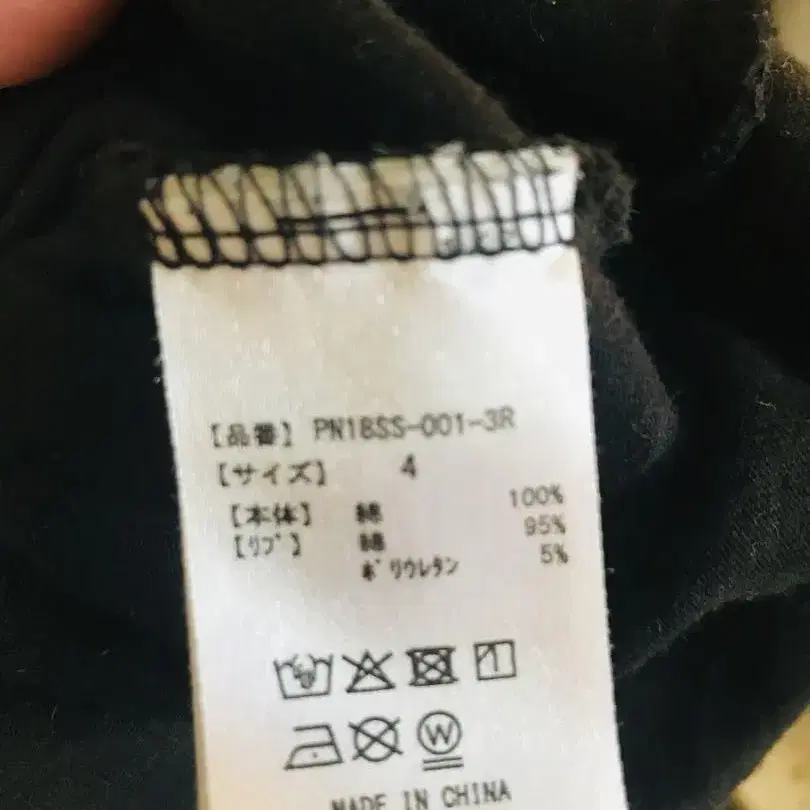 【品番】 PN18SS-001-3R
【サイズ】 4
【本体】 綿 100%
【リブ】 綿 95%
ポリウレタン 5%
W
MADE IN CHINA